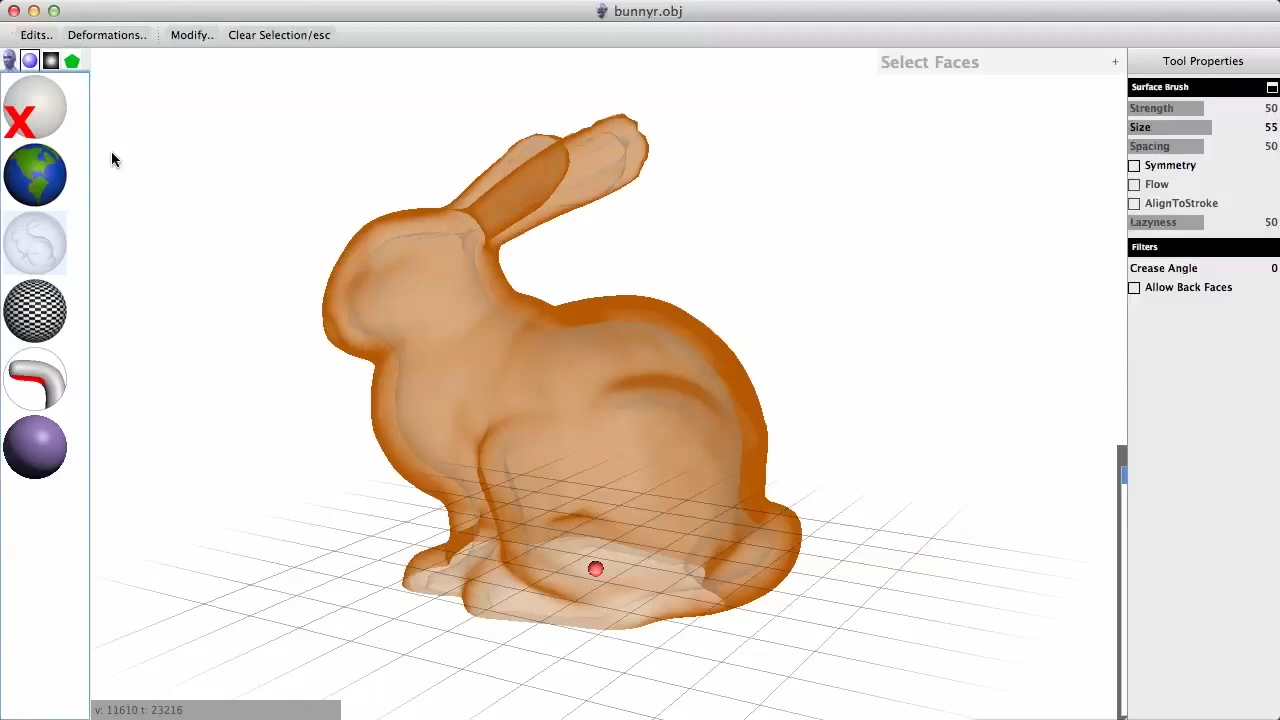 bunnyr.obj
Edits.. Deformations.. Modify.. Clear Selection/esc
Select Faces +
Tool Properties
Surface Brush
Strength 50
Size 55
Spacing 50
Symmetry
Flow
AlignToStroke
Lazyness 50
Filters
Crease Angle 0
Allow Back Faces
X
v: 11610 t: 23216